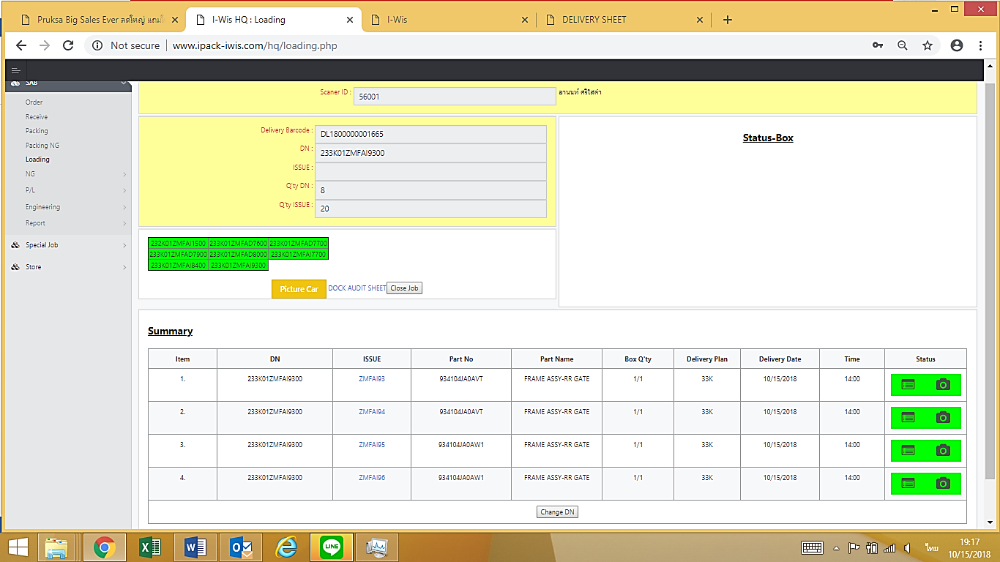 Pruksa Big Sales Ever ลดใหญ่ แถมใ
I-Wis HQ : Loading
I-Wis
DELIVERY SHEET
Not secure
www.ipack-iwis.com/hq/loading.php
SAB
Order
Receive
Packing
Packing NG
Loading
NG
P/L
Engineering
Report
Special Job
Store
Scaner ID : 56001 อานนท์ ศรีใสคำ
Delivery Barcode : DL1800000001665
DN : 233K01ZMFAI9300
ISSUE :
Q'ty DN : 8
Q'ty ISSUE : 20
Status-Box
232K01ZMFAI1500 233K01ZMFAD7600 233K01ZMFAD7700
233K01ZMFAD7900 233K01ZMFAD8000 233K01ZMFAI7700
233K01ZMFAI8400 233K01ZMFAI9300
Picture Car DOCK AUDIT SHEET Close Job
Summary
Item DN ISSUE Part No Part Name Box Q'ty Delivery Plan Delivery Date Time Status
1. 233K01ZMFAI9300 ZMFAI93 934104JA0AVT FRAME ASSY-RR GATE 1/1 33K 10/15/2018 14:00
2. 233K01ZMFAI9300 ZMFAI94 934104JA0AVT FRAME ASSY-RR GATE 1/1 33K 10/15/2018 14:00
3. 233K01ZMFAI9300 ZMFAI95 934104JA0AW1 FRAME ASSY-RR GATE 1/1 33K 10/15/2018 14:00
4. 233K01ZMFAI9300 ZMFAI96 934104JA0AW1 FRAME ASSY-RR GATE 1/1 33K 10/15/2018 14:00
Change DN
LINE
ไทย
19:17
10/15/2018